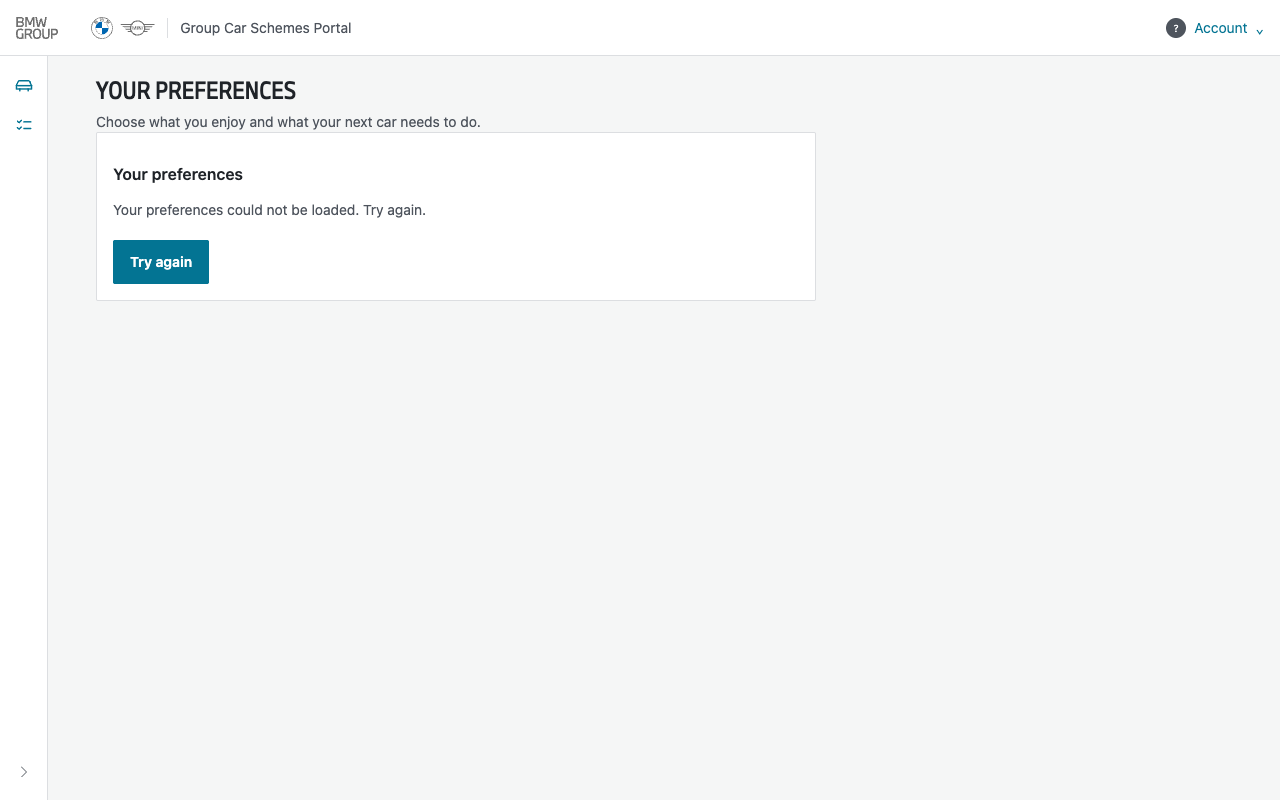 BMW
GROUP
Group Car Schemes Portal
? Account
YOUR PREFERENCES
Choose what you enjoy and what your next car needs to do.
Your preferences
Your preferences could not be loaded. Try again.
Try again